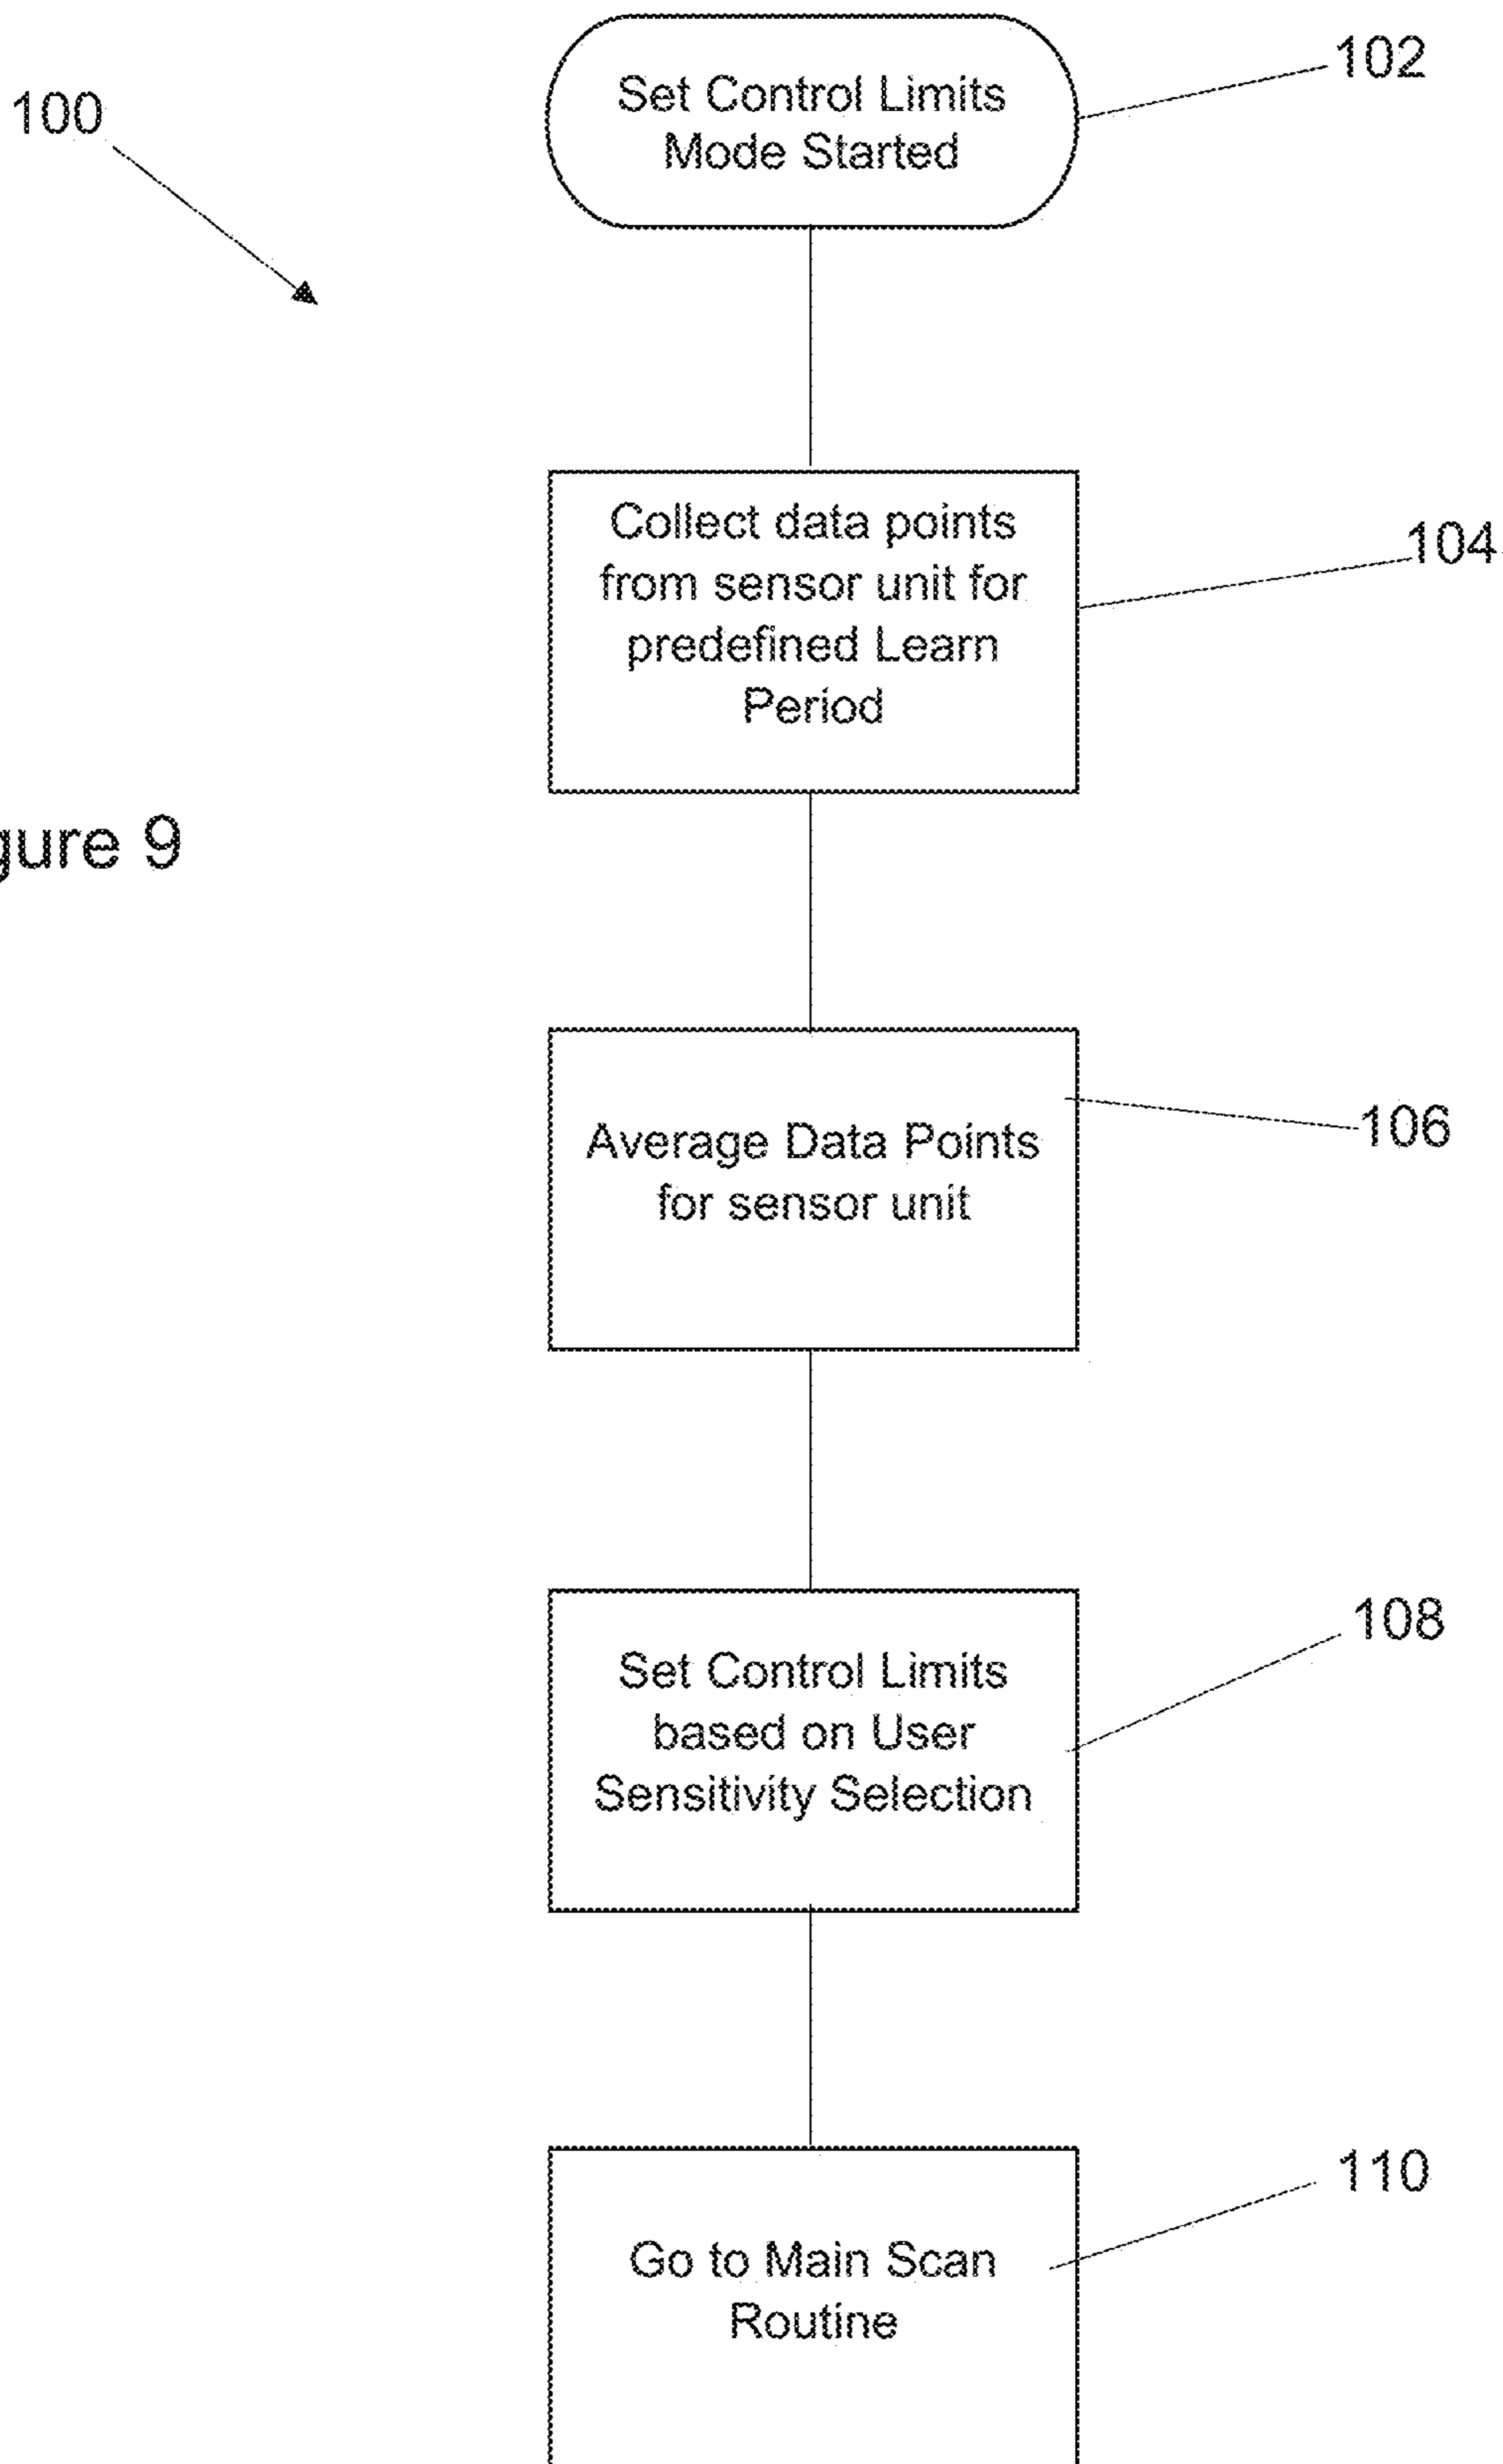 100
Set Control Limits
Mode Started
102
Collect data points
from sensor unit for
predefined Learn
Period
104
gure 9
Average Data Points
for sensor unit
106
Set Control Limits
based on User
Sensitivity Selection
108
Go to Main Scan
Routine
110